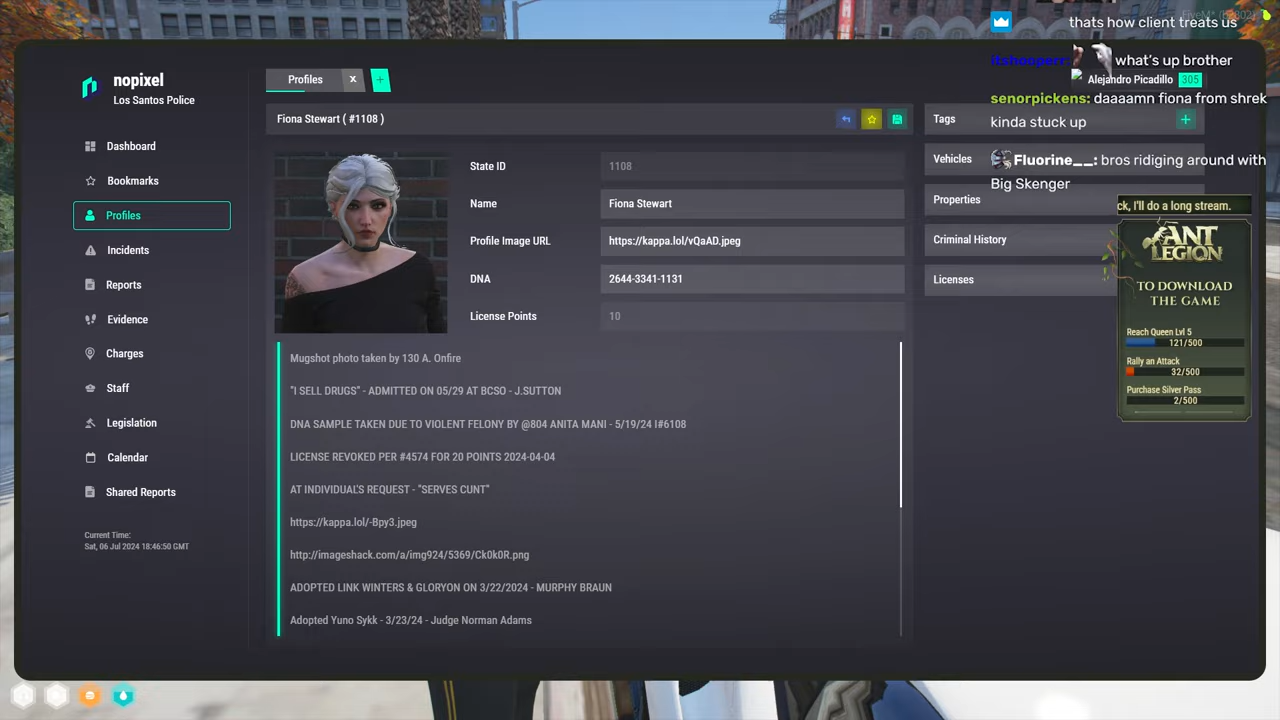 thats how client treats us
nopixel
Los Santos Police
Profiles
x
+
itshooperr: what's up brother
Alejandro Picadillo 305
senorpickens: daaaamn fiona from shrek
kinda stuck up
Fluorine__: bros ridiging around with
Big Skenger
Dashboard
Bookmarks
Profiles
Incidents
Reports
Evidence
Charges
Staff
Legislation
Calendar
Shared Reports
Current Time:
Sat, 06 Jul 2024 18:46:50 GMT
Fiona Stewart ( #1108 )
State ID
1108
Name
Fiona Stewart
Profile Image URL
https://kappa.lol/vQaAD.jpeg
DNA
2644-3341-1131
License Points
10
Mugshot photo taken by 130 A. Onfire
"I SELL DRUGS" - ADMITTED ON 05/29 AT BCSO - J.SUTTON
DNA SAMPLE TAKEN DUE TO VIOLENT FELONY BY @804 ANITA MANI - 5/19/24 I#6108
LICENSE REVOKED PER #4574 FOR 20 POINTS 2024-04-04
AT INDIVIDUAL'S REQUEST - "SERVES CUNT"
https://kappa.lol/-Bpy3.jpeg
http://imageshack.com/a/img924/5369/Ck0k0R.png
ADOPTED LINK WINTERS & GLORYON ON 3/22/2024 - MURPHY BRAUN
Adopted Yuno Sykk - 3/23/24 - Judge Norman Adams
Tags
+
Vehicles
Properties
Criminal History
Licenses
ck, I'll do a long stream.
ANT
LEGION
TO DOWNLOAD
THE GAME
Reach Queen Lvl 5
121/500
Rally an Attack
32/500
Purchase Silver Pass
2/500